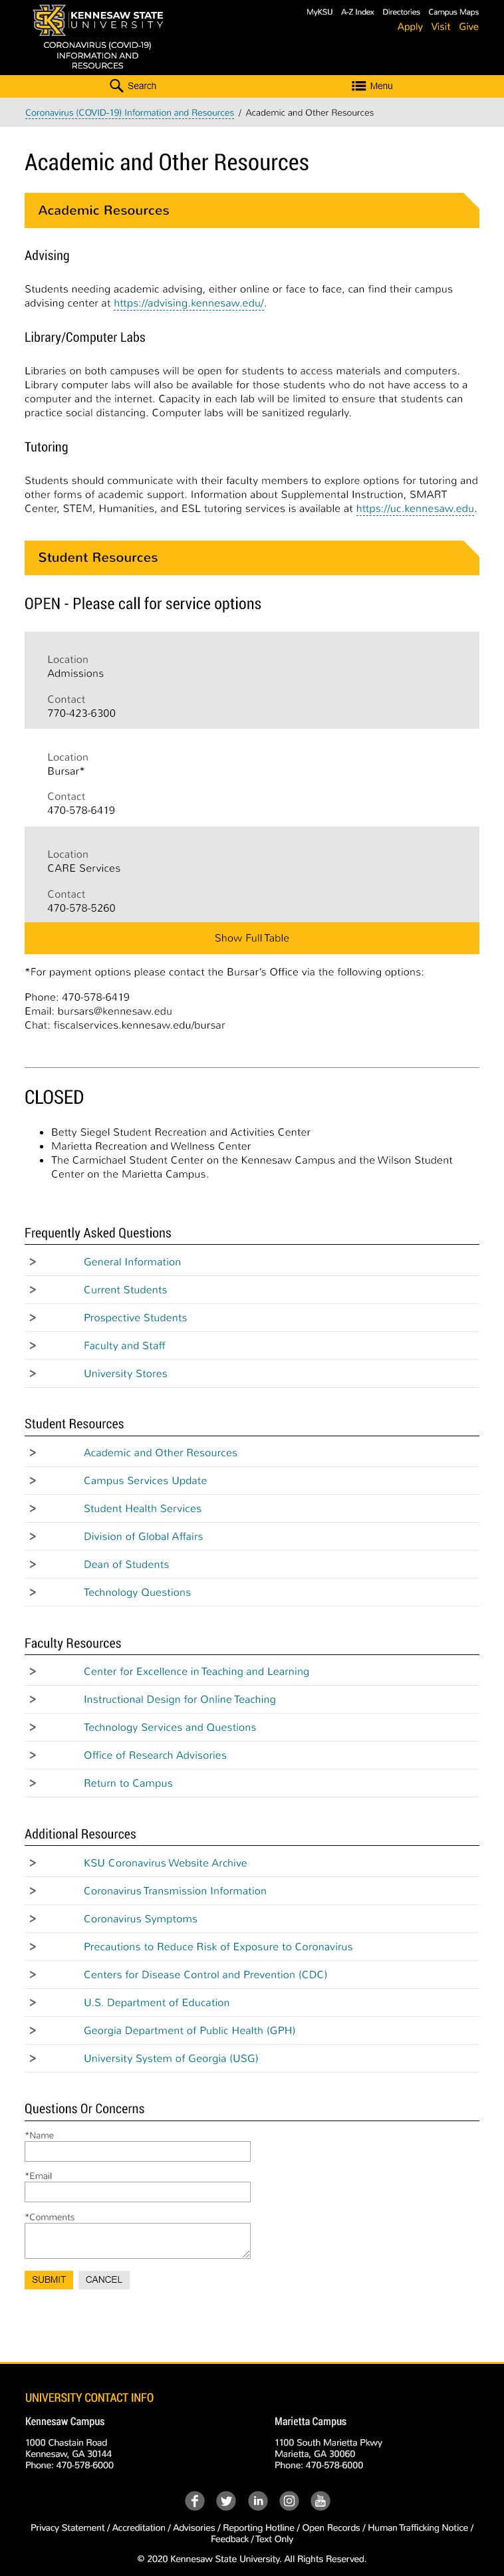 KENNESAW STATE
UNIVERSITY
MyKSU A-Z Index Directories Campus Maps
Apply Visit Give
CORONAVIRUS (COVID-19)
INFORMATION AND
RESOURCES
Search
Menu
Coronavirus (COVID-19) Information and Resources / Academic and Other Resources
Academic and Other Resources
Academic Resources
Advising
Students needing academic advising, either online or face to face, can find their campus
advising center at https://advising.kennesaw.edu/.
Library/Computer Labs
Libraries on both campuses will be open for students to access materials and computers.
Library computer labs will also be available for those students who do not have access to a
computer and the internet. Capacity in each lab will be limited to ensure that students can
practice social distancing. Computer labs will be sanitized regularly.
Tutoring
Students should communicate with their faculty members to explore options for tutoring and
other forms of academic support. Information about Supplemental Instruction, SMART
Center, STEM, Humanities, and ESL tutoring services is available at https://uc.kennesaw.edu.
Student Resources
OPEN - Please call for service options
Location
Admissions
Contact
770-423-6300
Location
Bursar*
Contact
470-578-6419
Location
CARE Services
Contact
470-578-5260
Show Full Table
*For payment options please contact the Bursar's Office via the following options:
Phone: 470-578-6419
Email: bursars@kennesaw.edu
Chat: fiscalservices.kennesaw.edu/bursar
CLOSED
• Betty Siegel Student Recreation and Activities Center
• Marietta Recreation and Wellness Center
• The Carmichael Student Center on the Kennesaw Campus and the Wilson Student
Center on the Marietta Campus.
Frequently Asked Questions
> General Information
> Current Students
> Prospective Students
> Faculty and Staff
> University Stores
Student Resources
> Academic and Other Resources
> Campus Services Update
> Student Health Services
> Division of Global Affairs
> Dean of Students
> Technology Questions
Faculty Resources
> Center for Excellence in Teaching and Learning
> Instructional Design for Online Teaching
> Technology Services and Questions
> Office of Research Advisories
> Return to Campus
Additional Resources
> KSU Coronavirus Website Archive
> Coronavirus Transmission Information
> Coronavirus Symptoms
> Precautions to Reduce Risk of Exposure to Coronavirus
> Centers for Disease Control and Prevention (CDC)
> U.S. Department of Education
> Georgia Department of Public Health (GPH)
> University System of Georgia (USG)
Questions Or Concerns
*Name
*Email
*Comments
SUBMIT CANCEL
UNIVERSITY CONTACT INFO
Kennesaw Campus
1000 Chastain Road
Kennesaw, GA 30144
Phone: 470-578-6000
Marietta Campus
1100 South Marietta Pkwy
Marietta, GA 30060
Phone: 470-578-6000
Privacy Statement / Accreditation / Advisories / Reporting Hotline / Open Records / Human Trafficking Notice /
Feedback / Text Only
© 2020 Kennesaw State University. All Rights Reserved.